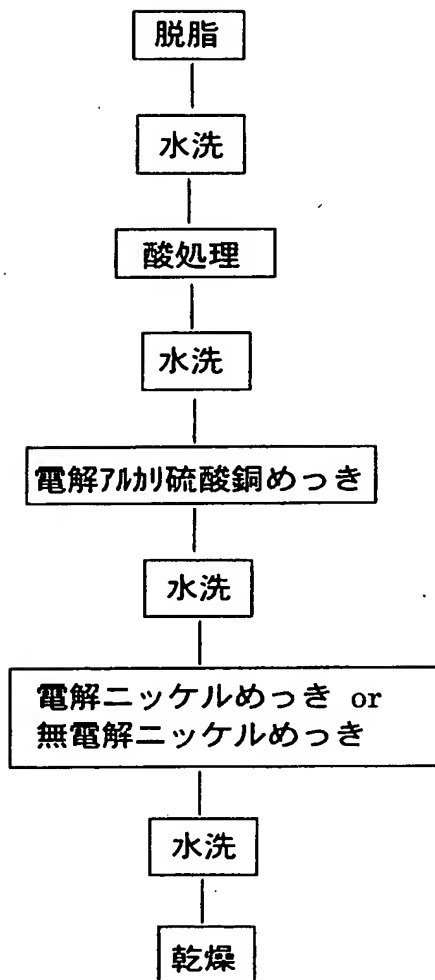 脱脂
水洗
酸処理
水洗
電解ｱﾙｶﾘ硫酸銅めっき
水洗
電解ニッケルめっき or
無電解ニッケルめっき
水洗
乾燥